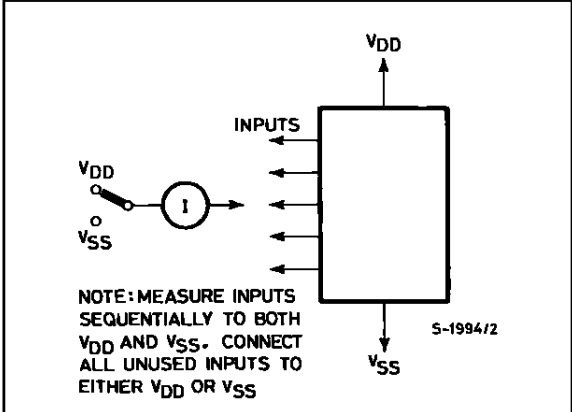 VDD
INPUTS
VDD
I
VSS
NOTE: MEASURE INPUTS
SEQUENTIALLY TO BOTH
VDD AND VSS. CONNECT
ALL UNUSED INPUTS TO
EITHER VDD OR VSS
S-1994/2
VSS